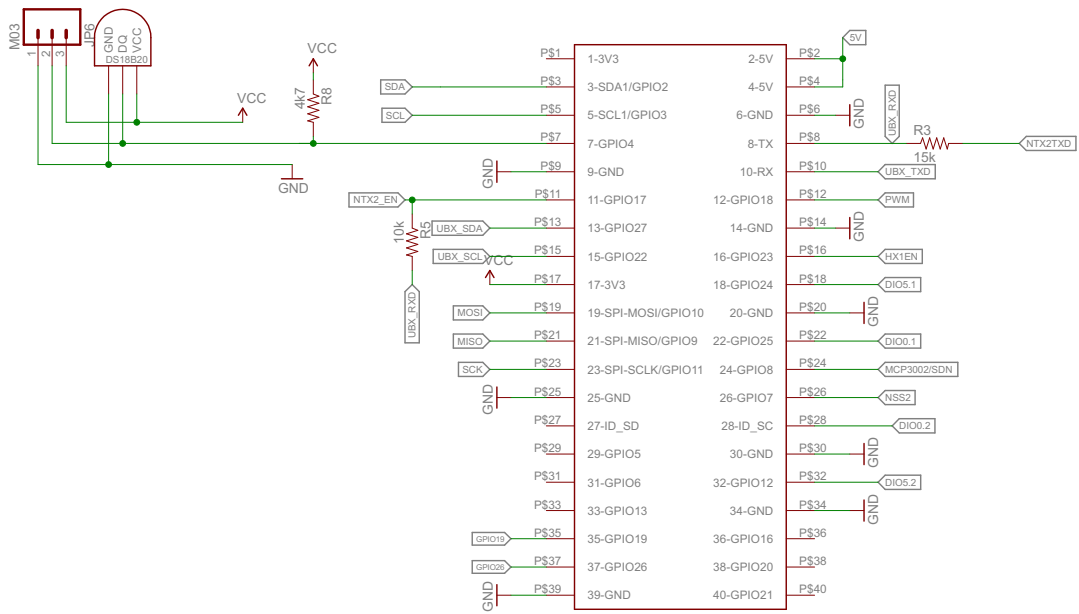 M03
JP6
1
2
3
GND
DQ
VCC
DS18B20
VCC
GND
VCC
4k7
R8
SDA
SCL
GND
NTX2_EN
10k
R5
UBX_RXD
UBX_SDA
UBX_SCL
VCC
MOSI
MISO
SCK
GND
GPIO19
GPIO26
GND
P$1 1-3V3 2-5V P$2
P$3 3-SDA1/GPIO2 4-5V P$4
P$5 5-SCL1/GPIO3 6-GND P$6
P$7 7-GPIO4 8-TX P$8
P$9 9-GND 10-RX P$10
P$11 11-GPIO17 12-GPIO18 P$12
P$13 13-GPIO27 14-GND P$14
P$15 15-GPIO22 16-GPIO23 P$16
P$17 17-3V3 18-GPIO24 P$18
P$19 19-SPI-MOSI/GPIO10 20-GND P$20
P$21 21-SPI-MISO/GPIO9 22-GPIO25 P$22
P$23 23-SPI-SCLK/GPIO11 24-GPIO8 P$24
P$25 25-GND 26-GPIO7 P$26
P$27 27-ID_SD 28-ID_SC P$28
P$29 29-GPIO5 30-GND P$30
P$31 31-GPIO6 32-GPIO12 P$32
P$33 33-GPIO13 34-GND P$34
P$35 35-GPIO19 36-GPIO16 P$36
P$37 37-GPIO26 38-GPIO20 P$38
P$39 39-GND 40-GPIO21 P$40
5V
GND
UBX_RXD
R3
15k
NTX2TXD
UBX_TXD
PWM
GND
HX1EN
DIO5.1
GND
DIO0.1
MCP3002/SDN
NSS2
DIO0.2
GND
DIO5.2
GND